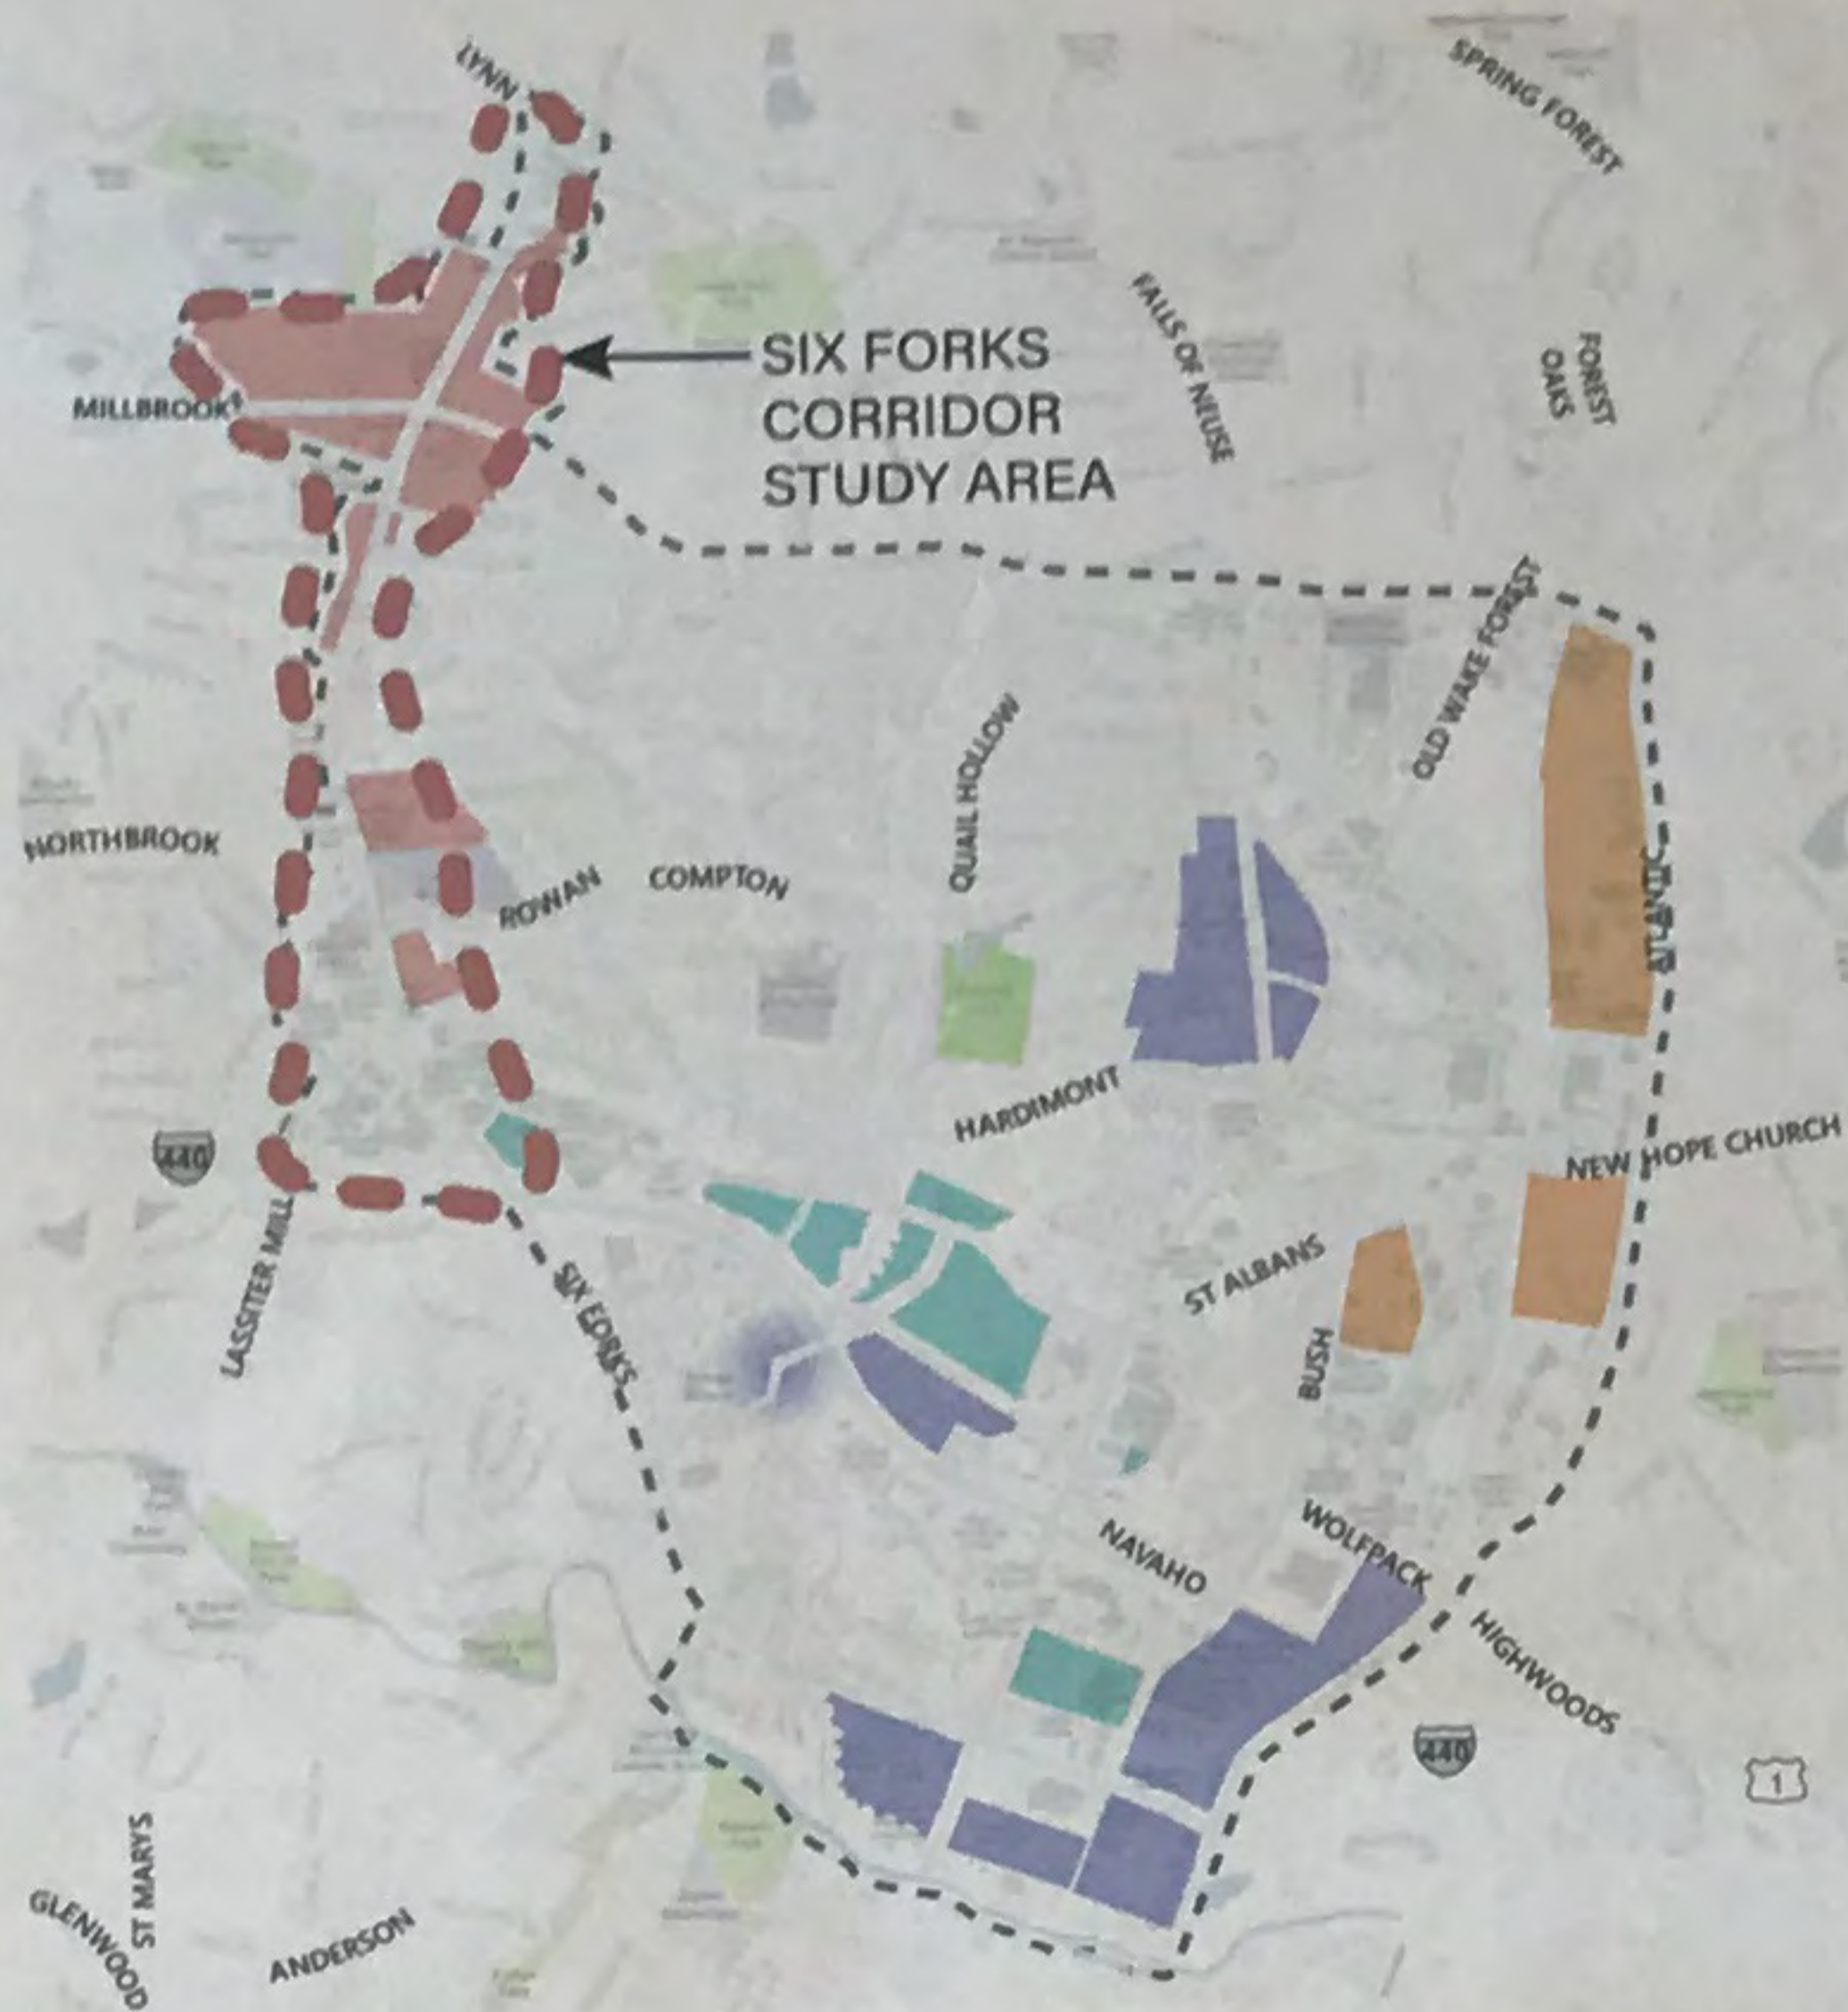 LYNN
SPRING FOREST
SIX FORKS
CORRIDOR
STUDY AREA
FALLS OF NEUSE
FOREST
OAKS
MILLBROOK
OLD WAKE FOREST
QUAIL HOLLOW
NORTHBROOK
ROWAN
COMPTON
ATLANTIC
HARDIMONT
440
NEW HOPE CHURCH
LASSITER MILL
SIX FORKS
ST ALBANS
BUSH
NAVAHO
WOLFPACK
HIGHWOODS
440
1
ST MARYS
GLENWOOD
ANDERSON